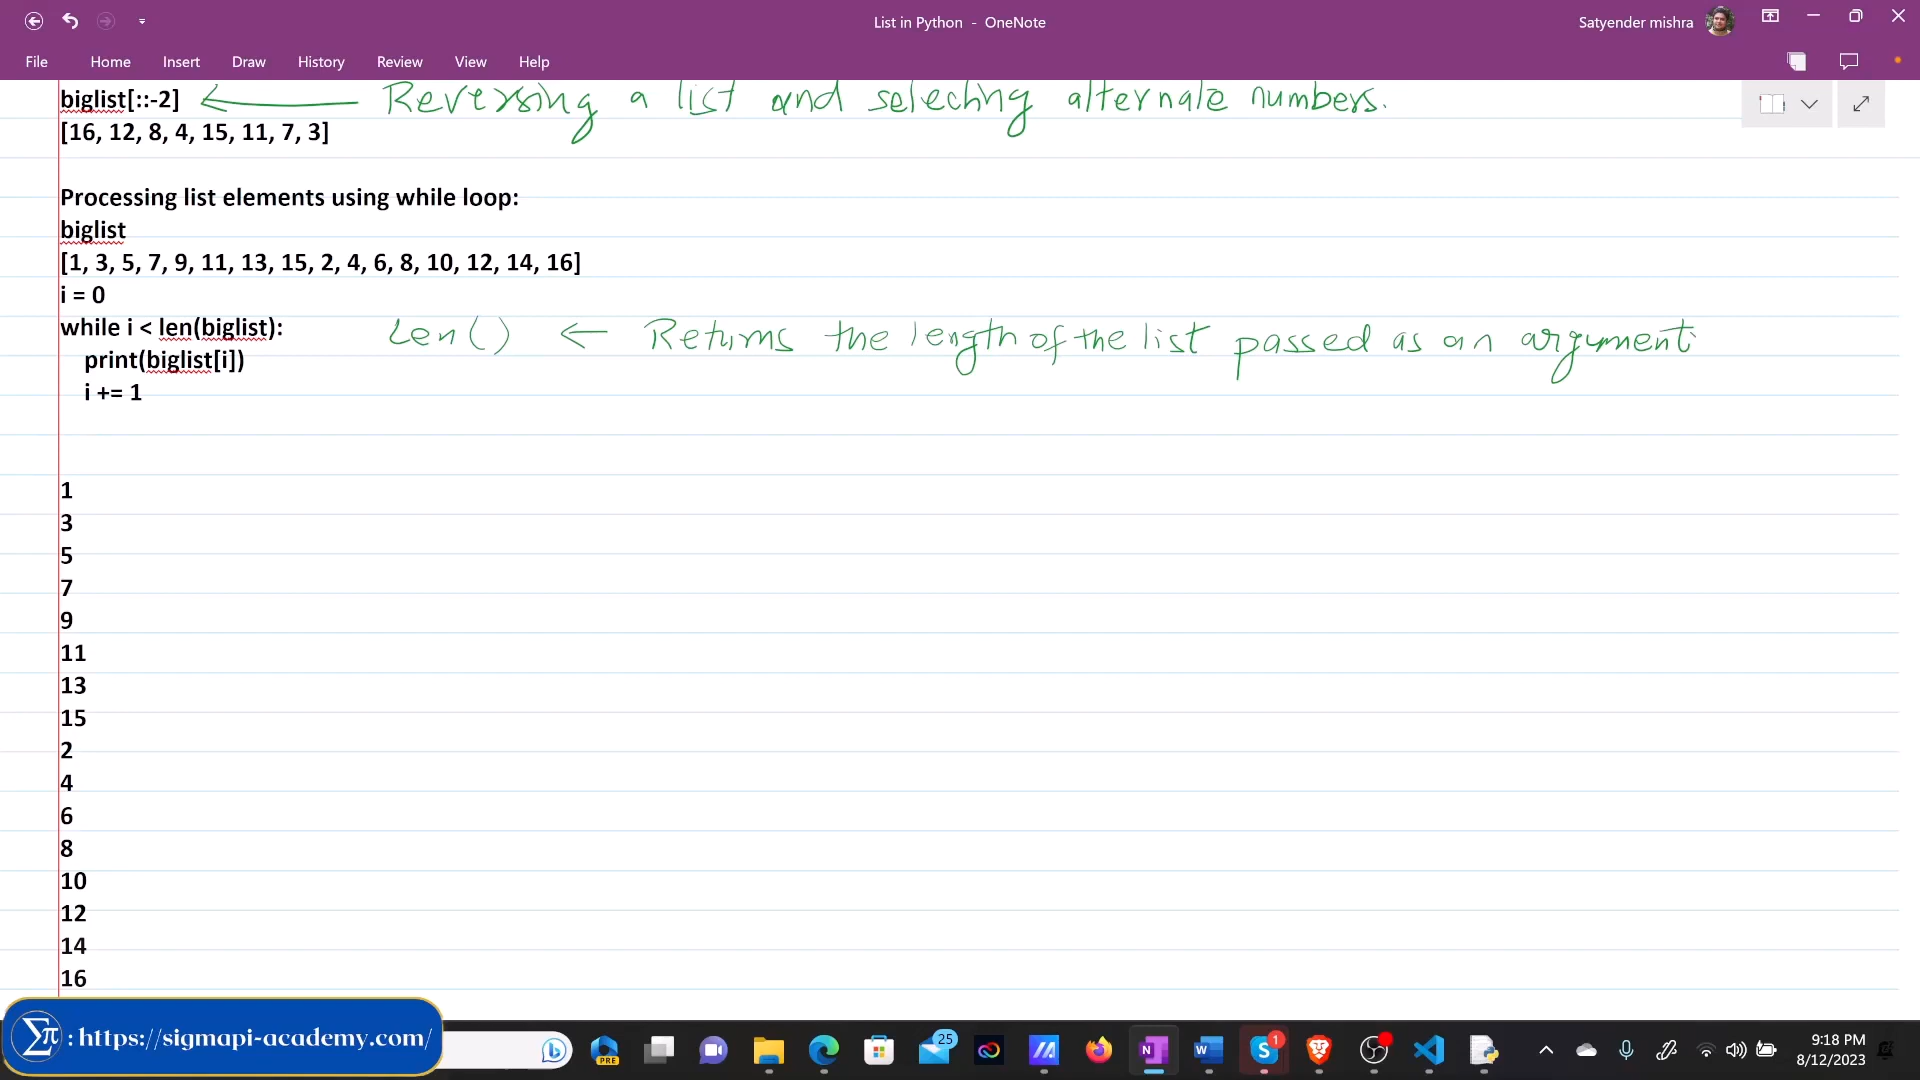 List in Python - OneNote
Satyender mishra
File Home Insert Draw History Review View Help
biglist[::-2] Reversing a list and selecting alternate numbers.
[16, 12, 8, 4, 15, 11, 7, 3]
Processing list elements using while loop:
biglist
[1, 3, 5, 7, 9, 11, 13, 15, 2, 4, 6, 8, 10, 12, 14, 16]
i = 0
while i < len(biglist): Len() ← Returns the length of the list passed as an argument
print(biglist[i])
i += 1
1
3
5
7
9
11
13
15
2
4
6
8
10
12
14
16
Σπ : https://sigmapi-academy.com/
PRE
25
N
W
S
1
9:18 PM
8/12/2023